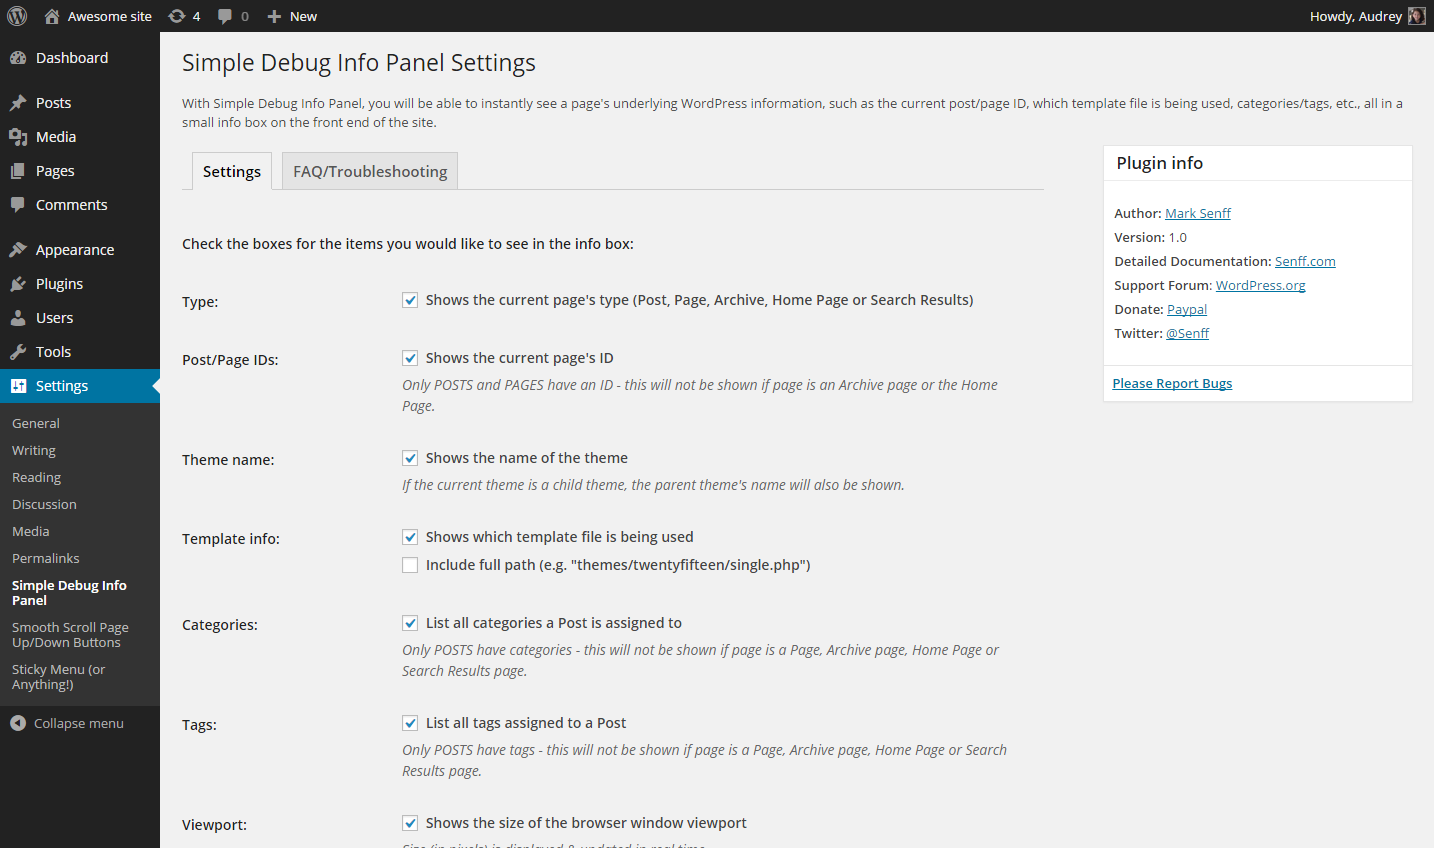 Awesome site
4
0
New
Howdy, Audrey
Dashboard
Posts
Media
Pages
Comments
Appearance
Plugins
Users
Tools
Settings
General
Writing
Reading
Discussion
Media
Permalinks
Simple Debug Info
Panel
Smooth Scroll Page
Up/Down Buttons
Sticky Menu (or
Anything!)
Collapse menu
Simple Debug Info Panel Settings
With Simple Debug Info Panel, you will be able to instantly see a page's underlying WordPress information, such as the current post/page ID, which template file is being used, categories/tags, etc., all in a
small info box on the front end of the site.
Settings
FAQ/Troubleshooting
Check the boxes for the items you would like to see in the info box:
Type:
Shows the current page's type (Post, Page, Archive, Home Page or Search Results)
Post/Page IDs:
Shows the current page's ID
Only POSTS and PAGES have an ID - this will not be shown if page is an Archive page or the Home
Page.
Theme name:
Shows the name of the theme
If the current theme is a child theme, the parent theme's name will also be shown.
Template info:
Shows which template file is being used
Include full path (e.g. "themes/twentyfifteen/single.php")
Categories:
List all categories a Post is assigned to
Only POSTS have categories - this will not be shown if page is a Page, Archive page, Home Page or
Search Results page.
Tags:
List all tags assigned to a Post
Only POSTS have tags - this will not be shown if page is a Page, Archive page, Home Page or Search
Results page.
Viewport:
Shows the size of the browser window viewport
Size (in pixels) is displayed & updated in real time.
Plugin info
Author: Mark Senff
Version: 1.0
Detailed Documentation: Senff.com
Support Forum: WordPress.org
Donate: Paypal
Twitter: @Senff
Please Report Bugs